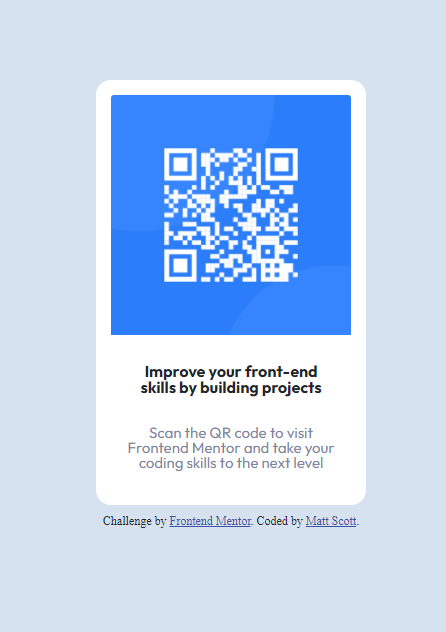 Improve your front-end
skills by building projects
Scan the QR code to visit
Frontend Mentor and take your
coding skills to the next level
Challenge by Frontend Mentor. Coded by Matt Scott.